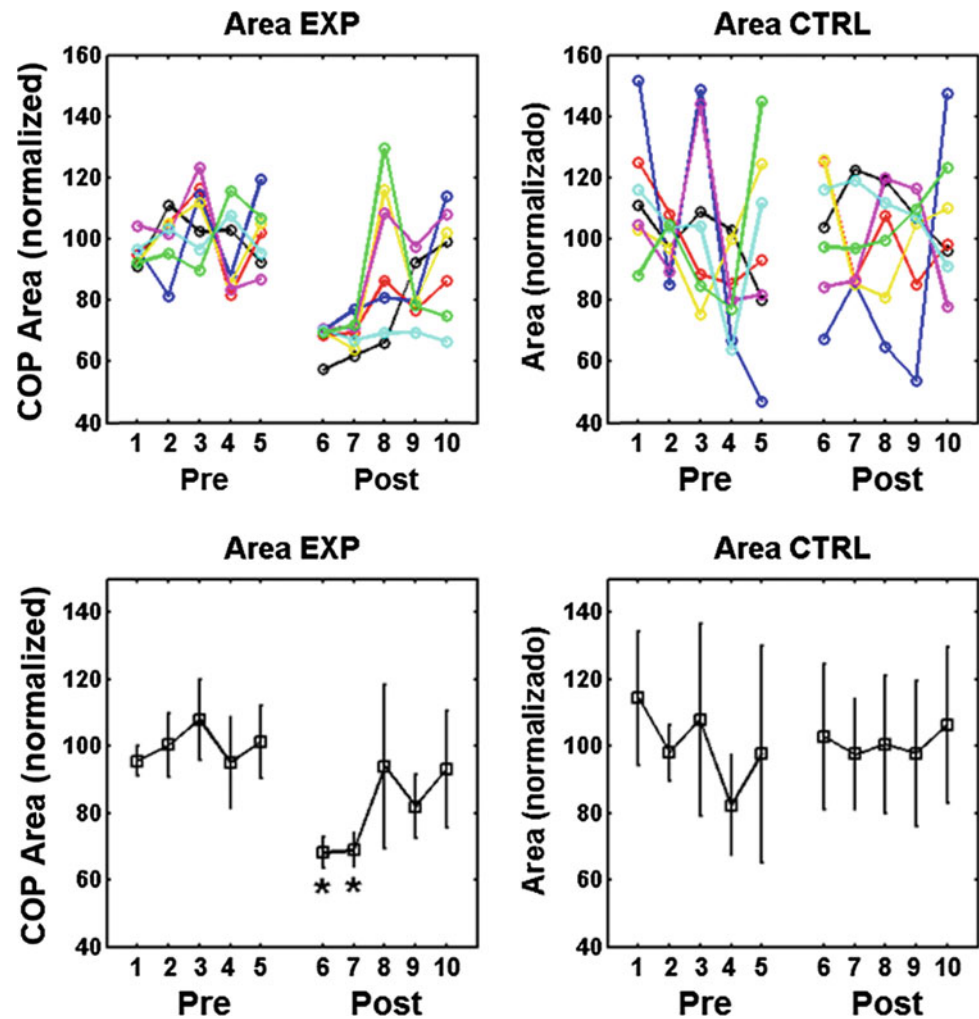 Area EXP
COP Area (normalized)
160
140
120
100
80
60
40
1 2 3 4 5 6 7 8 9 10
Pre Post
Area CTRL
Area (normalizado)
160
140
120
100
80
60
40
1 2 3 4 5 6 7 8 9 10
Pre Post
Area EXP
COP Area (normalized)
140
120
100
80
60
40
* *
1 2 3 4 5 6 7 8 9 10
Pre Post
Area CTRL
Area (normalizado)
140
120
100
80
60
40
1 2 3 4 5 6 7 8 9 10
Pre Post